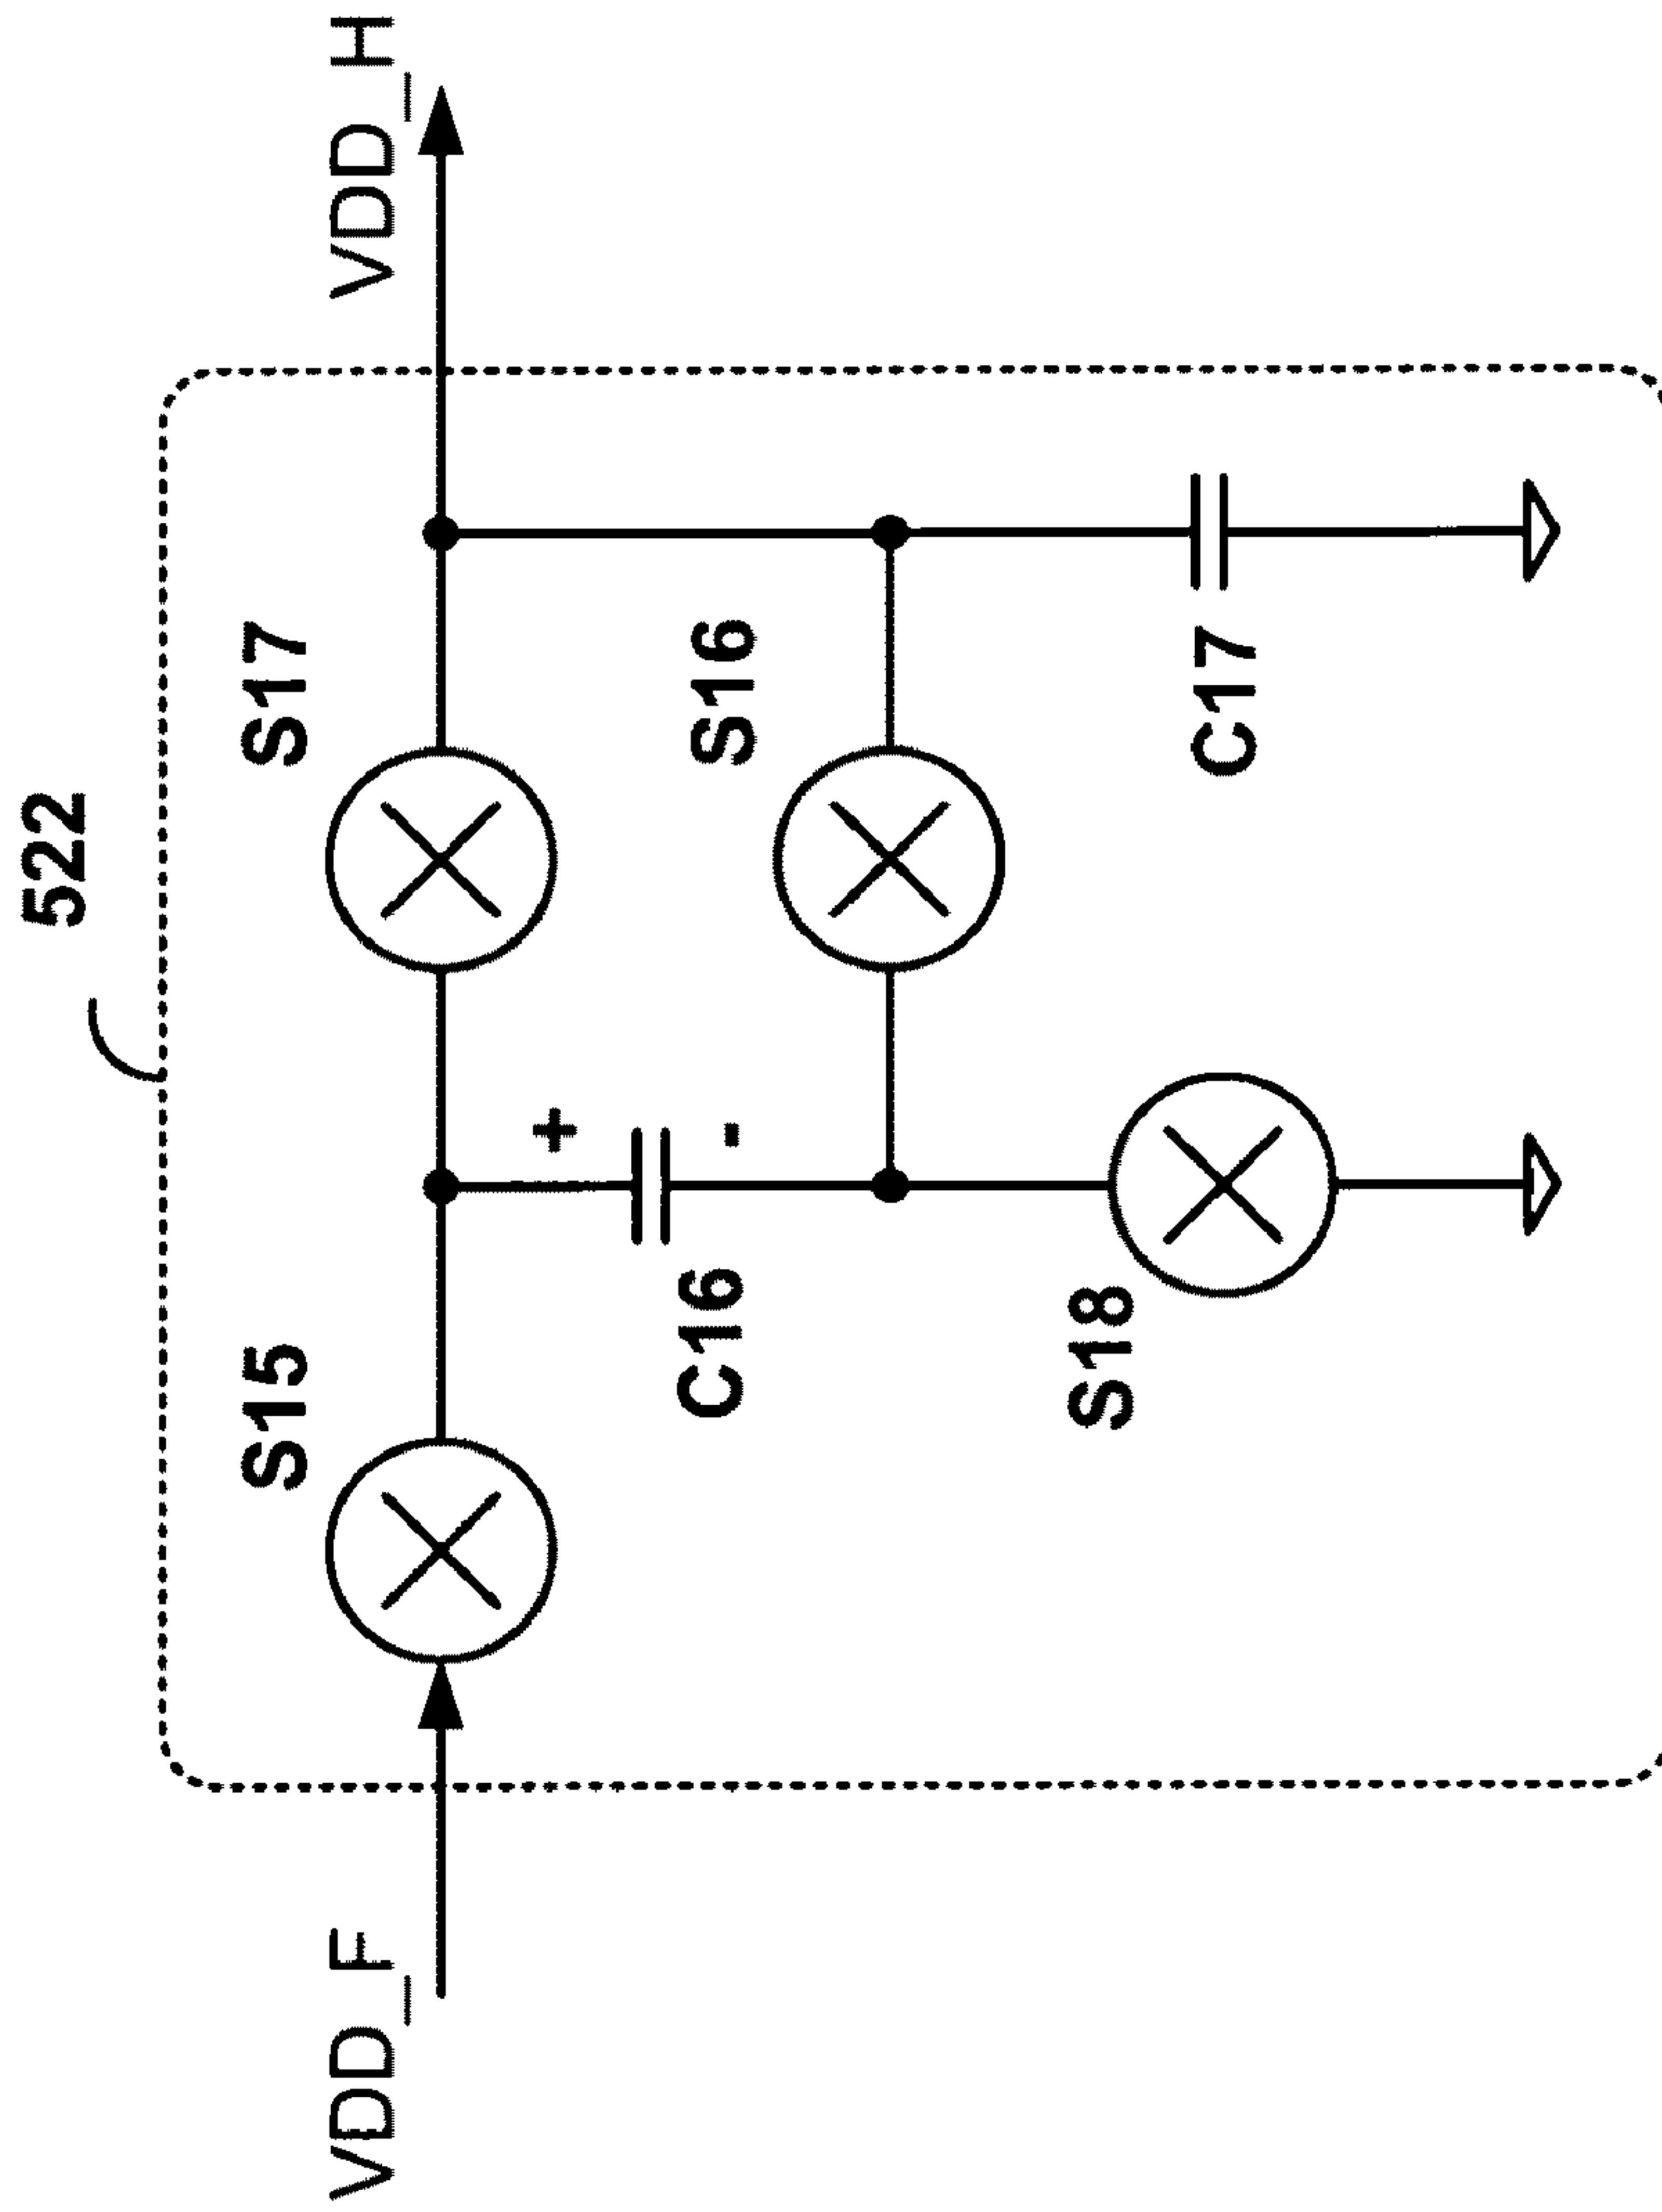 522
S15
S17
VDD_F
VDD_H
+
C16
-
S16
S18
C17